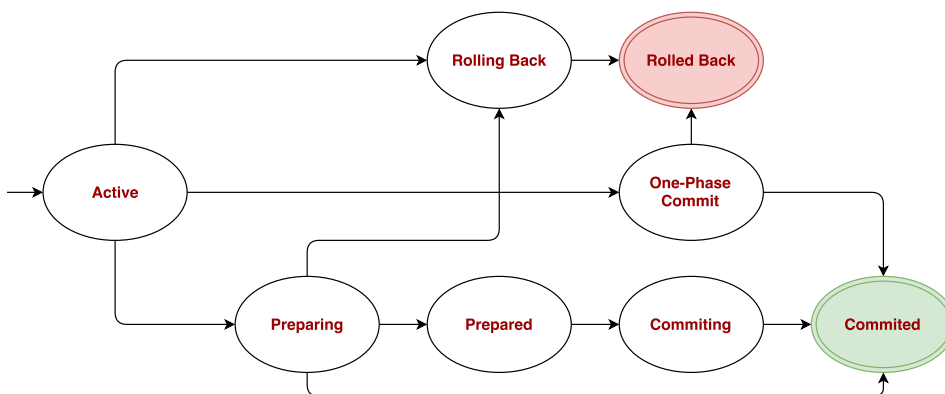 Rolling Back
Rolled Back
Active
One-Phase
Commit
Preparing
Prepared
Commiting
Commited